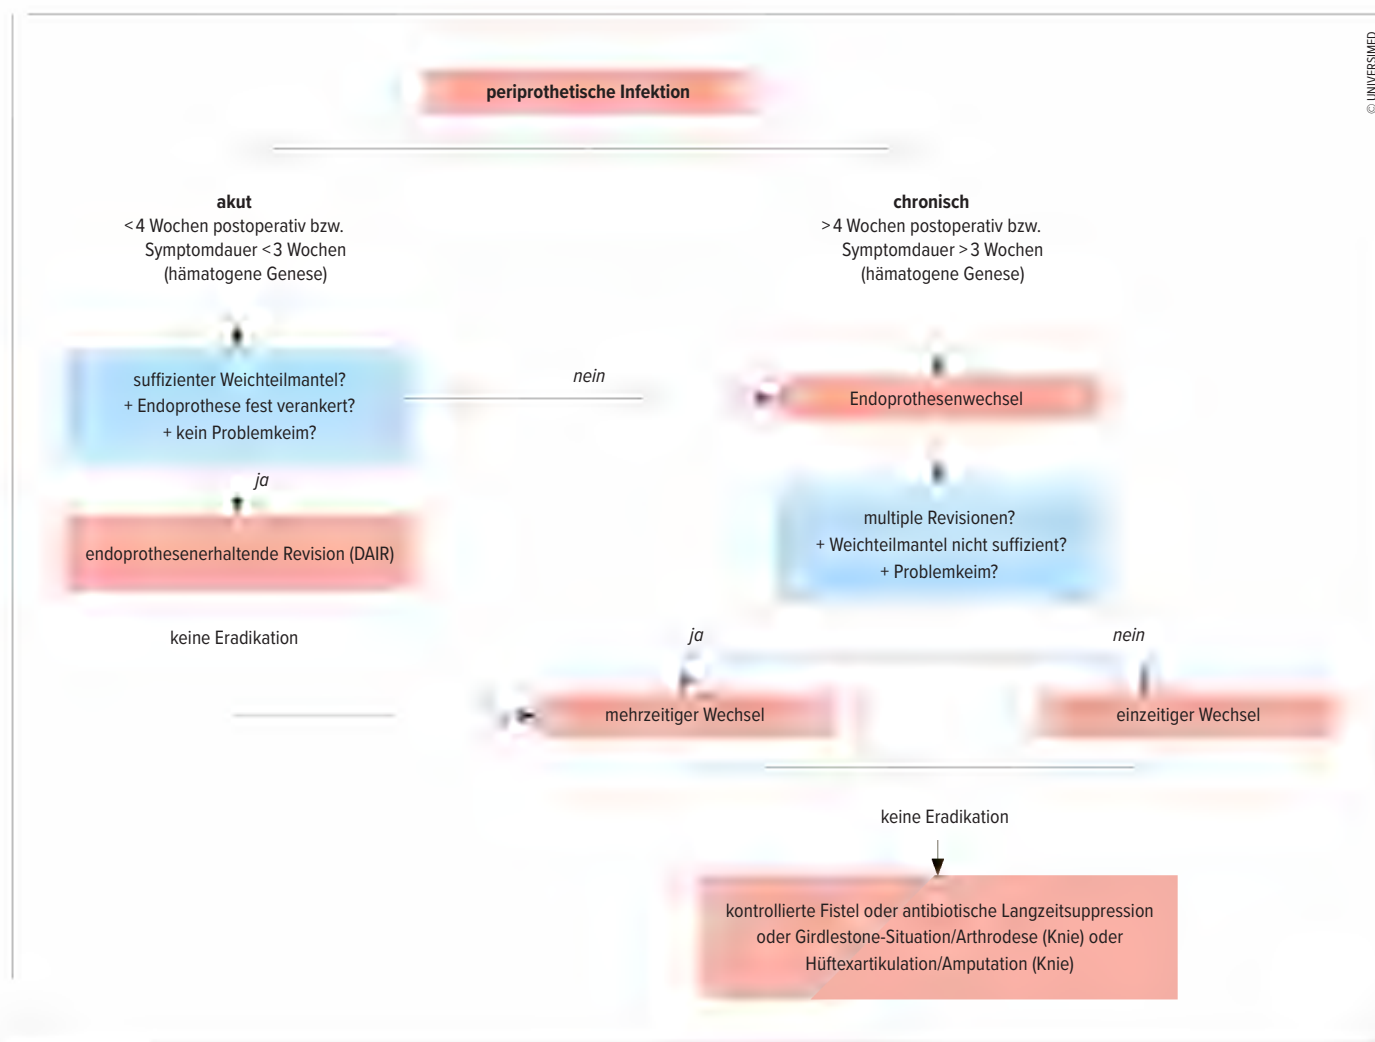 © UNIVERSIMED
periprothetische Infektion
akut
< 4 Wochen postoperativ bzw.
Symptomdauer < 3 Wochen
(hämatogene Genese)
chronisch
> 4 Wochen postoperativ bzw.
Symptomdauer > 3 Wochen
(hämatogene Genese)
suffizienter Weichteilmantel?
+ Endoprothese fest verankert?
+ kein Problemkeim?
nein
Endoprothesenwechsel
ja
endoprothesenerhaltende Revision (DAIR)
multiple Revisionen?
+ Weichteilmantel nicht suffizient?
+ Problemkeim?
keine Eradikation
ja
nein
mehrzeitiger Wechsel
einzeitiger Wechsel
keine Eradikation
kontrollierte Fistel oder antibiotische Langzeitsuppression
oder Girdlestone-Situation/Arthrodese (Knie) oder
Hüftexartikulation/Amputation (Knie)